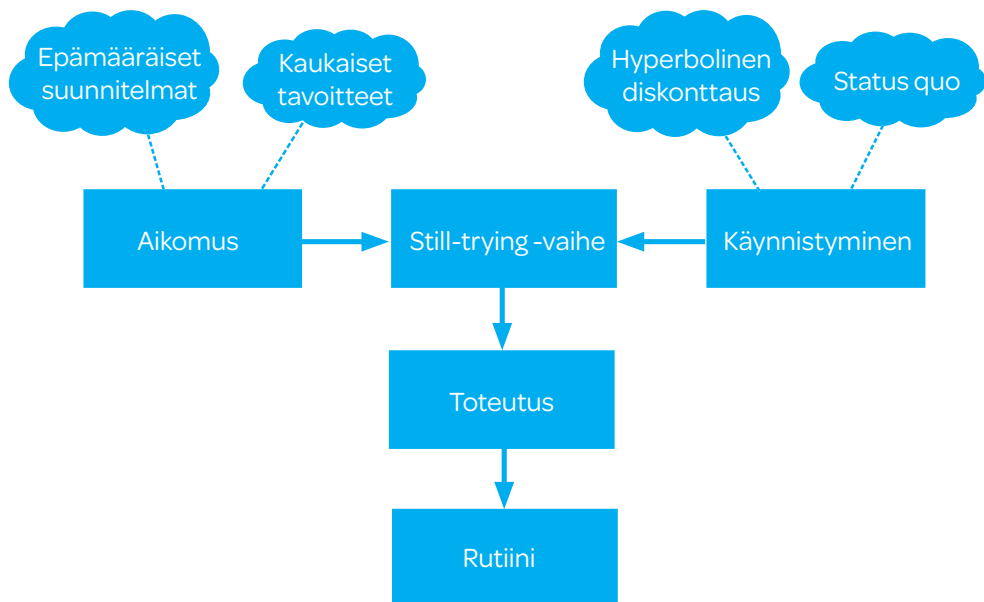 Epämääräiset
suunnitelmat
Kaukaiset
tavoitteet
Hyperbolinen
diskonttaus
Status quo
Aikomus
Still-trying -vaihe
Käynnistyminen
Toteutus
Rutiini